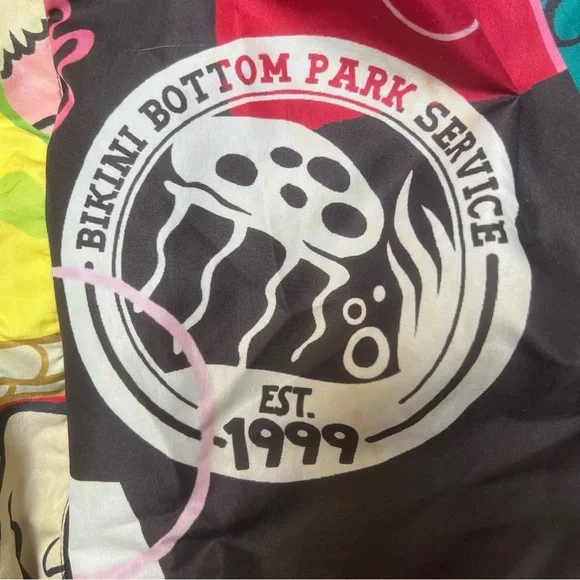 BIKINI BOTTOM PARK SERVICE
EST.
1999